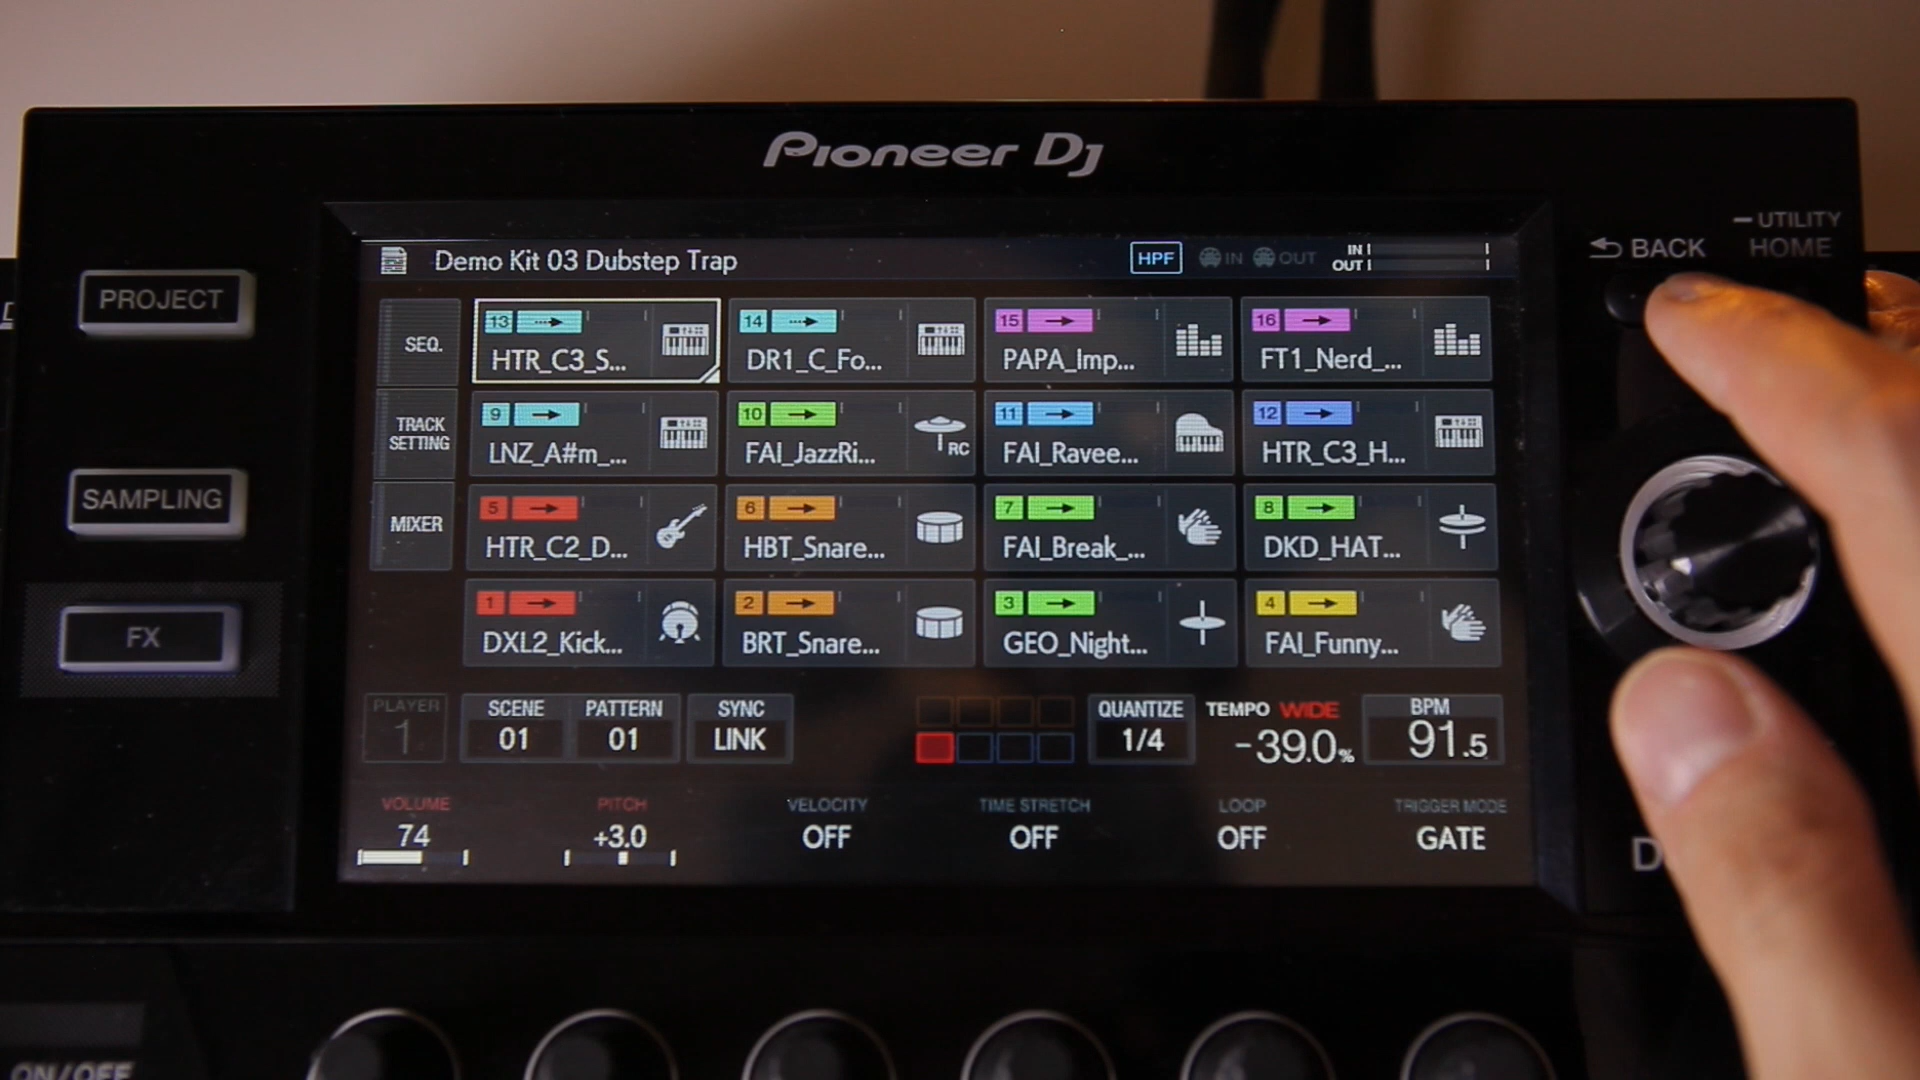 Pioneer DJ
UTILITY
BACK HOME
PROJECT
SAMPLING
FX
Demo Kit 03 Dubstep Trap HPF IN OUT IN
OUT
SEQ.
TRACK SETTING
MIXER
13 HTR_C3_S...
14 DR1_C_Fo...
15 PAPA_Imp...
16 FT1_Nerd_...
9 LNZ_A#m_...
10 FAI_JazzRi... RC
11 FAI_Ravee...
12 HTR_C3_H...
5 HTR_C2_D...
6 HBT_Snare...
7 FAI_Break_...
8 DKD_HAT...
1 DXL2_Kick...
2 BRT_Snare...
3 GEO_Night...
4 FAI_Funny...
PLAYER 1
SCENE 01
PATTERN 01
SYNC LINK
QUANTIZE 1/4
TEMPO WIDE -39.0%
BPM 91.5
VOLUME 74
PITCH +3.0
VELOCITY OFF
TIME STRETCH OFF
LOOP OFF
TRIGGER MODE GATE
ON/OFF